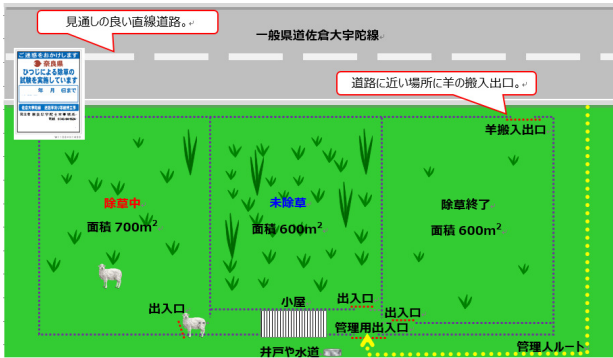 見通しの良い直線道路。
一般県道佐倉大宇陀線
ご迷惑をおかけします
奈良県
ひつじによる除草の
試験を実施しています
年 月 日まで
道路に近い場所に羊の搬入出口。
羊搬入出口
除草中
面積 700m²
未除草
面積 600m²
除草終了
面積 600m²
出入口
小屋
出入口
出入口
管理用出入口
井戸や水道
管理人ルート